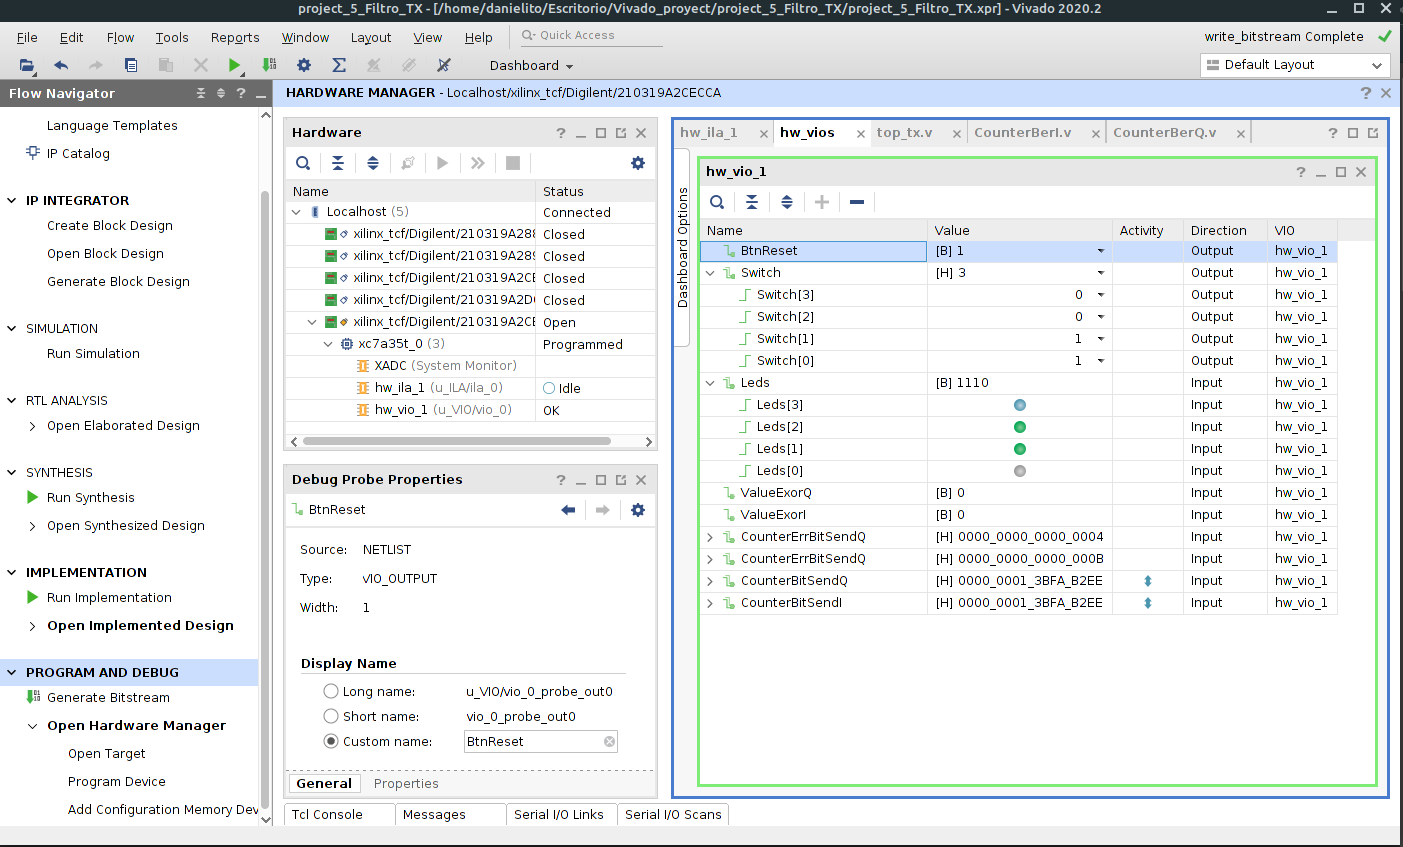 project_5_Filtro_TX - [/home/danielito/Escritorio/Vivado_proyect/project_5_Filtro_TX/project_5_Filtro_TX.xpr] - Vivado 2020.2
File Edit Flow Tools Reports Window Layout View Help Quick Access
write_bitstream Complete
Dashboard
Default Layout
Flow Navigator
Language Templates
IP Catalog
IP INTEGRATOR
Create Block Design
Open Block Design
Generate Block Design
SIMULATION
Run Simulation
RTL ANALYSIS
Open Elaborated Design
SYNTHESIS
Run Synthesis
Open Synthesized Design
IMPLEMENTATION
Run Implementation
Open Implemented Design
PROGRAM AND DEBUG
Generate Bitstream
Open Hardware Manager
Open Target
Program Device
Add Configuration Memory Dev
HARDWARE MANAGER - Localhost/xilinx_tcf/Digilent/210319A2CECCA
Hardware
Name Status
Localhost (5) Connected
xilinx_tcf/Digilent/210319A288 Closed
xilinx_tcf/Digilent/210319A289 Closed
xilinx_tcf/Digilent/210319A2CE Closed
xilinx_tcf/Digilent/210319A2D0 Closed
xilinx_tcf/Digilent/210319A2CE Open
xc7a35t_0 (3) Programmed
XADC (System Monitor)
hw_ila_1 (u_ILA/ila_0) Idle
hw_vio_1 (u_VIO/vio_0) OK
Debug Probe Properties
BtnReset
Source: NETLIST
Type: vIO_OUTPUT
Width: 1
Display Name
Long name: u_VIO/vio_0_probe_out0
Short name: vio_0_probe_out0
Custom name: BtnReset
General Properties
hw_ila_1 hw_vios top_tx.v CounterBerI.v CounterBerQ.v
Dashboard Options
hw_vio_1
Name Value Activity Direction VIO
BtnReset [B] 1 Output hw_vio_1
Switch [H] 3 Output hw_vio_1
Switch[3] 0 Output hw_vio_1
Switch[2] 0 Output hw_vio_1
Switch[1] 1 Output hw_vio_1
Switch[0] 1 Output hw_vio_1
Leds [B] 1110 Input hw_vio_1
Leds[3] Input hw_vio_1
Leds[2] Input hw_vio_1
Leds[1] Input hw_vio_1
Leds[0] Input hw_vio_1
ValueExorQ [B] 0 Input hw_vio_1
ValueExorI [B] 0 Input hw_vio_1
CounterErrBitSendQ [H] 0000_0000_0000_0004 Input hw_vio_1
CounterErrBitSendQ [H] 0000_0000_0000_000B Input hw_vio_1
CounterBitSendQ [H] 0000_0001_3BFA_B2EE Input hw_vio_1
CounterBitSendI [H] 0000_0001_3BFA_B2EE Input hw_vio_1
Tcl Console Messages Serial I/O Links Serial I/O Scans